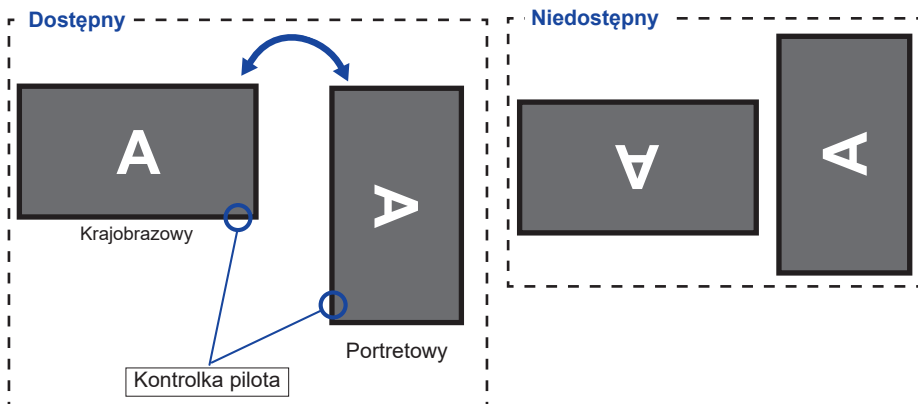 Dostępny
A
Krajobrazowy
A
Portretowy
Kontrolka pilota
Niedostępny
A
A